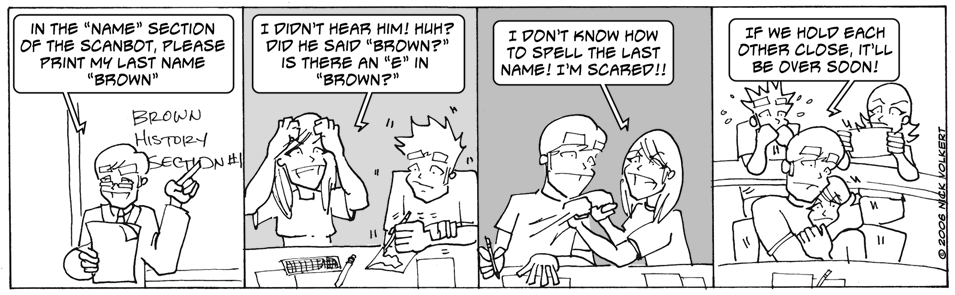 IN THE "NAME" SECTION
OF THE SCANBOT, PLEASE
PRINT MY LAST NAME
"BROWN"
BROWN
HISTORY
SECTION #1
I DIDN'T HEAR HIM! HUH?
DID HE SAID "BROWN?"
IS THERE AN "E" IN
"BROWN?"
I DON'T KNOW HOW
TO SPELL THE LAST
NAME! I'M SCARED!!
IF WE HOLD EACH
OTHER CLOSE, IT'LL
BE OVER SOON!
© 2006 NICK VOLKERT